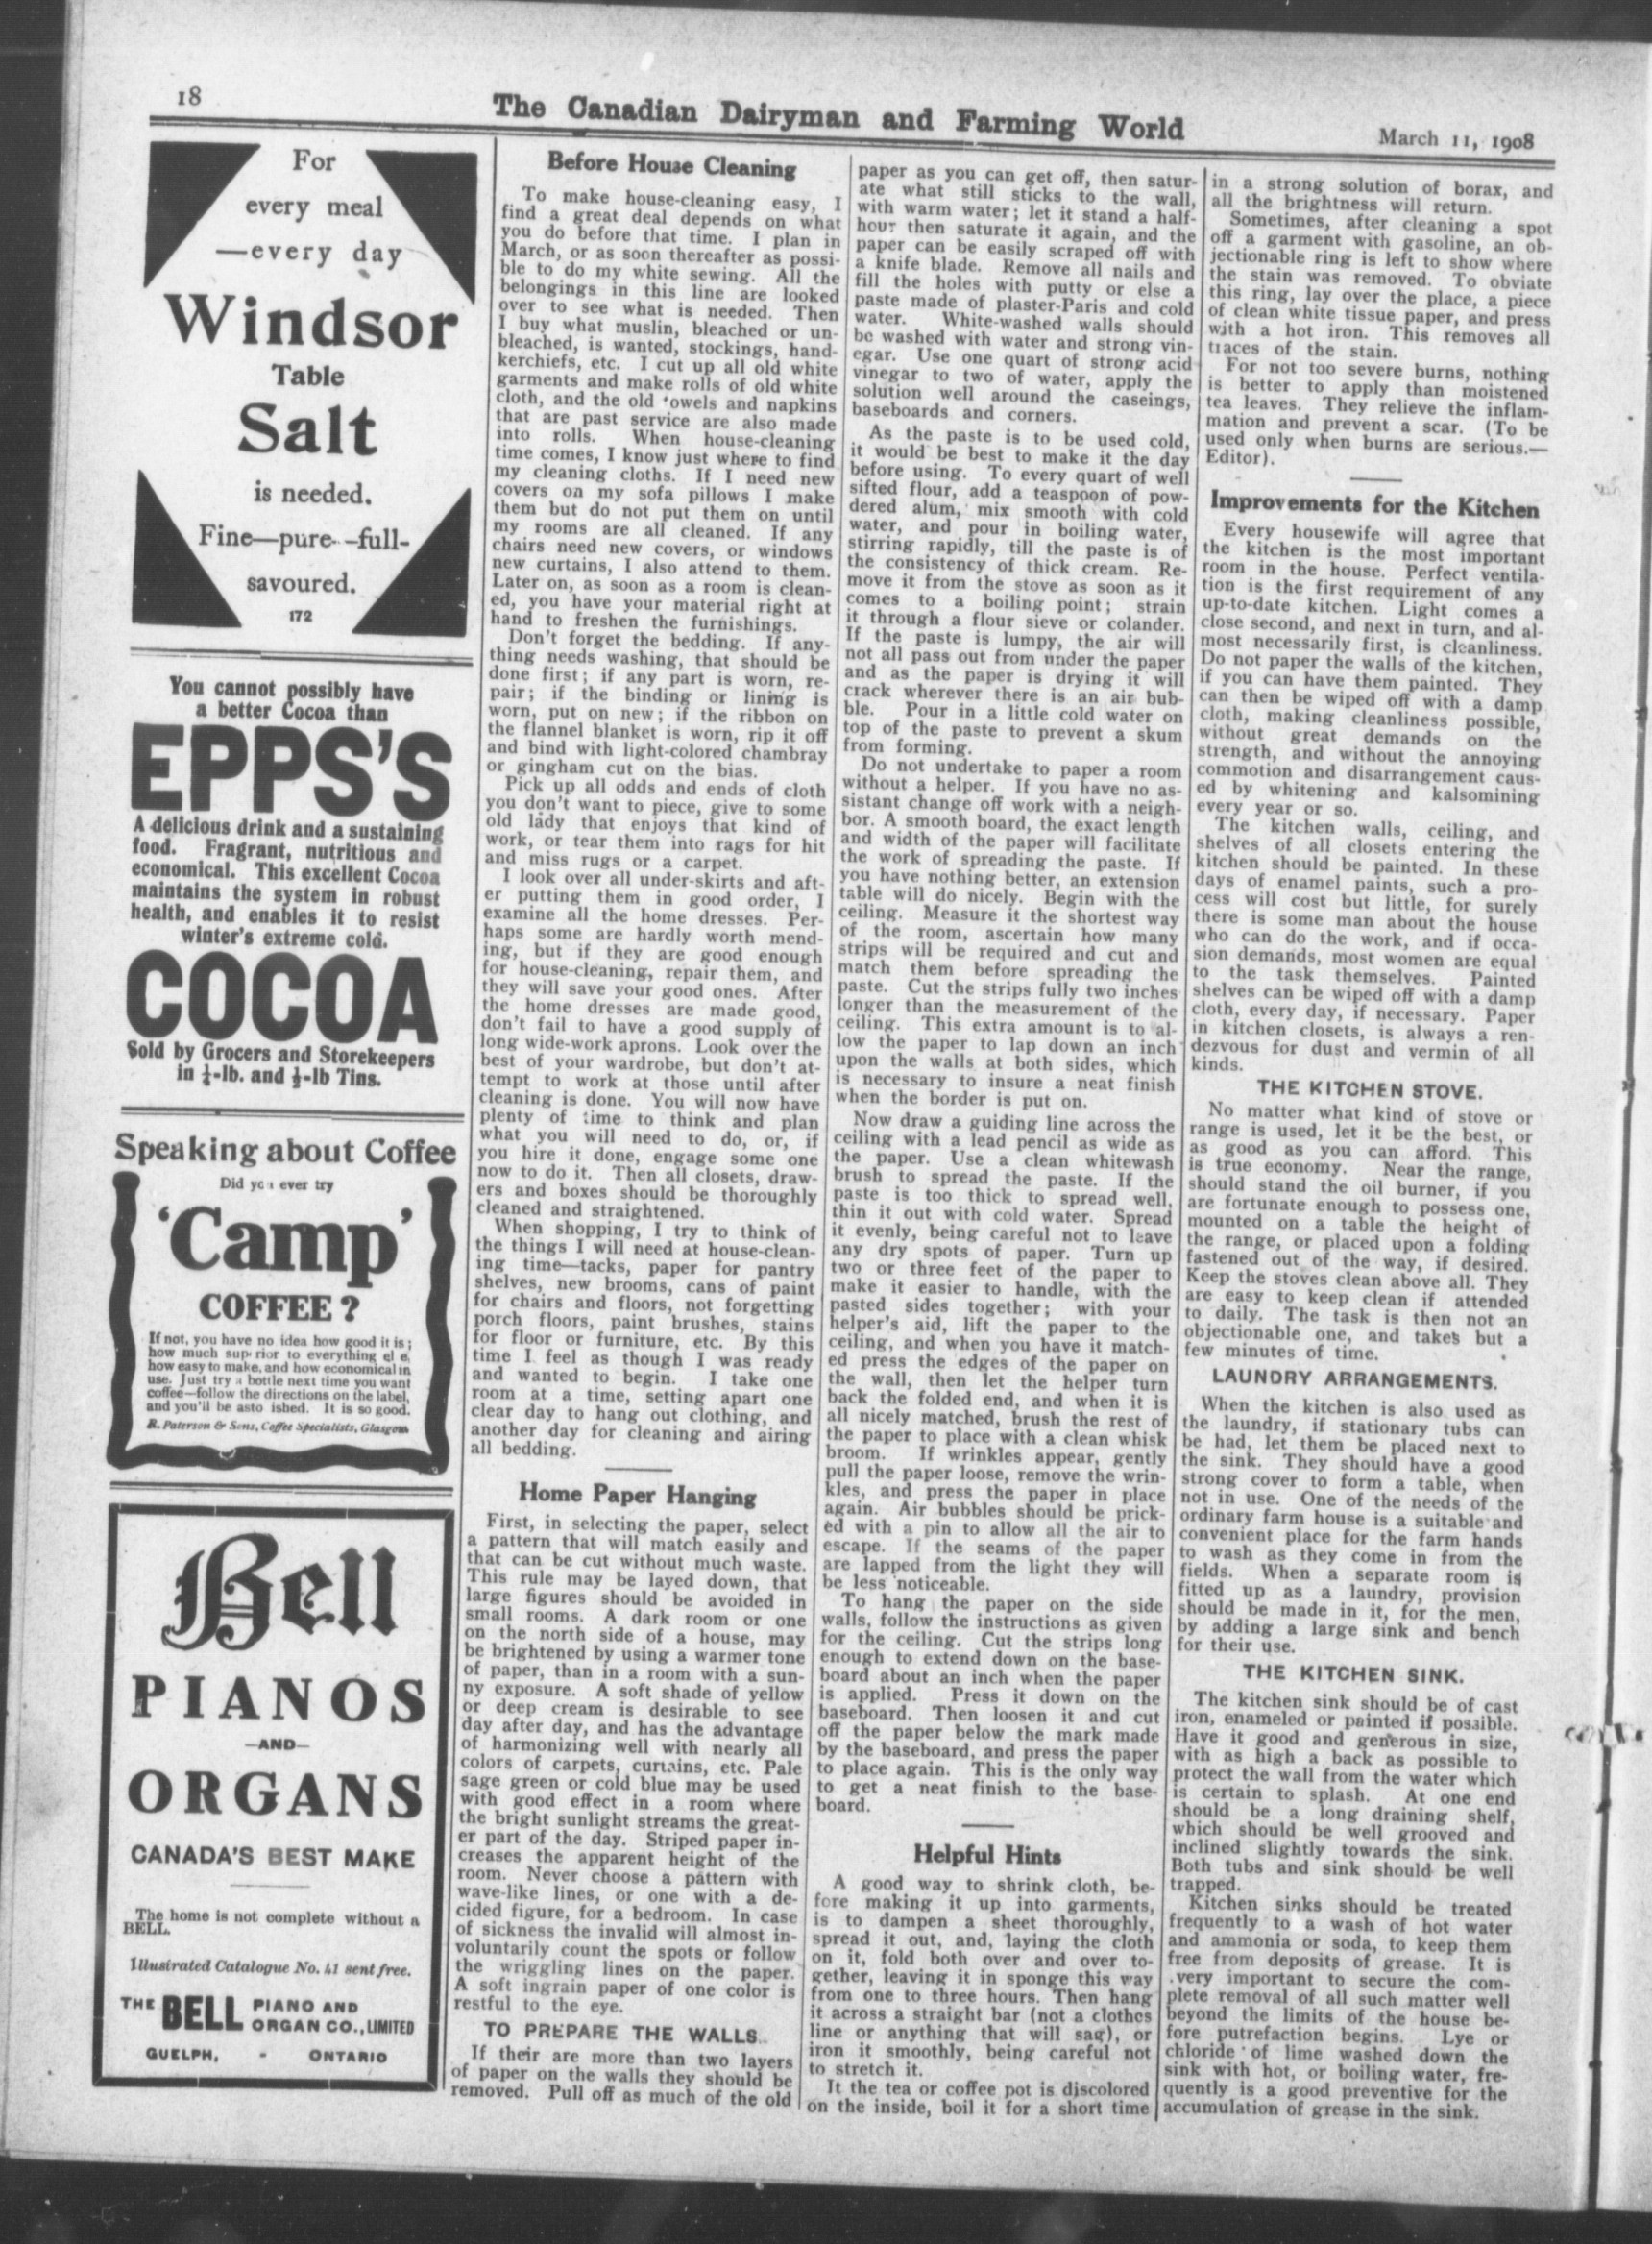 18
The Canadian Dairyman and Farming World
March 11, 1908
For
every meal
—every day
Windsor
Table
Salt
is needed.
Fine—pure—full-
savoured.
172
You cannot possibly have
a better Cocoa than
EPPS'S
A delicious drink and a sustaining
food. Fragrant, nutritious and
economical. This excellent Cocoa
maintains the system in robust
health, and enables it to resist
winter's extreme cold.
COCOA
Sold by Grocers and Storekeepers
in ¼-lb. and ½-lb Tins.
Speaking about Coffee
Did you ever try
'Camp'
COFFEE?
If not, you have no idea how good it is;
how much superior to everything else,
how easy to make, and how economical in
use. Just try a bottle next time you want
coffee—follow the directions on the label,
and you'll be astonished. It is so good.
R. Paterson & Sons, Coffee Specialists, Glasgow
Bell
PIANOS
—AND—
ORGANS
CANADA'S BEST MAKE
The home is not complete without a
BELL.
Illustrated Catalogue No. 41 sent free.
THE BELL PIANO AND
ORGAN CO., LIMITED
GUELPH, - ONTARIO
Before House Cleaning
To make house-cleaning easy, I
find a great deal depends on what
you do before that time. I plan in
March, or as soon thereafter as possi-
ble to do my white sewing. All the
belongings in this line are looked
over to see what is needed. Then
I buy what muslin, bleached or un-
bleached, is wanted, stockings, hand-
kerchiefs, etc. I cut up all old white
garments and make rolls of old white
cloth, and the old towels and napkins
that are past service are also made
into rolls. When house-cleaning
time comes, I know just where to find
my cleaning cloths. If I need new
covers on my sofa pillows I make
them but do not put them on until
my rooms are all cleaned. If any
chairs need new covers, or windows
new curtains, I also attend to them.
Later on, as soon as a room is clean-
ed, you have your material right at
hand to freshen the furnishings.
Don't forget the bedding. If any-
thing needs washing, that should be
done first; if any part is worn, re-
pair; if the binding or lining is
worn, put on new; if the ribbon on
the flannel blanket is worn, rip it off
and bind with light-colored chambray
or gingham cut on the bias.
Pick up all odds and ends of cloth
you don't want to piece, give to some
old lady that enjoys that kind of
work, or tear them into rags for hit
and miss rugs or a carpet.
I look over all under-skirts and aft-
er putting them in good order, I
examine all the home dresses. Per-
haps some are hardly worth mend-
ing, but if they are good enough
for house-cleaning, repair them, and
they will save your good ones. After
the home dresses are made good,
don't fail to have a good supply of
long wide-work aprons. Look over the
best of your wardrobe, but don't at-
tempt to work at those until after
cleaning is done. You will now have
plenty of time to think and plan
what you will need to do, or, if
you hire it done, engage some one
now to do it. Then all closets, draw-
ers and boxes should be thoroughly
cleaned and straightened.
When shopping, I try to think of
the things I will need at house-clean-
ing time—tacks, paper for pantry
shelves, new brooms, cans of paint
for chairs and floors, not forgetting
porch floors, paint brushes, stains
for floor or furniture, etc. By this
time I feel as though I was ready
and wanted to begin. I take one
room at a time, setting apart one
clear day to hang out clothing, and
another day for cleaning and airing
all bedding.
Home Paper Hanging
First, in selecting the paper, select
a pattern that will match easily and
that can be cut without much waste.
This rule may be layed down, that
large figures should be avoided in
small rooms. A dark room or one
on the north side of a house, may
be brightened by using a warmer tone
of paper, than in a room with a sun-
ny exposure. A soft shade of yellow
or deep cream is desirable to see
day after day, and has the advantage
of harmonizing well with nearly all
colors of carpets, curtains, etc. Pale
sage green or cold blue may be used
with good effect in a room where
the bright sunlight streams the great-
er part of the day. Striped paper in-
creases the apparent height of the
room. Never choose a pattern with
wave-like lines, or one with a de-
cided figure, for a bedroom. In case
of sickness the invalid will almost in-
voluntarily count the spots or follow
the wriggling lines on the paper.
A soft ingrain paper of one color is
restful to the eye.
TO PREPARE THE WALLS.
If their are more than two layers
of paper on the walls they should be
removed. Pull off as much of the old
paper as you can get off, then satur-
ate what still sticks to the wall,
with warm water; let it stand a half-
hour then saturate it again, and the
paper can be easily scraped off with
a knife blade. Remove all nails and
fill the holes with putty or else a
paste made of plaster-Paris and cold
water. White-washed walls should
be washed with water and strong vin-
egar. Use one quart of strong acid
vinegar to two of water, apply the
solution well around the caseings,
baseboards and corners.
As the paste is to be used cold,
it would be best to make it the day
before using. To every quart of well
sifted flour, add a teaspoon of pow-
dered alum, mix smooth with cold
water, and pour in boiling water,
stirring rapidly, till the paste is of
the consistency of thick cream. Re-
move it from the stove as soon as it
comes to a boiling point; strain
it through a flour sieve or colander.
If the paste is lumpy, the air will
not all pass out from under the paper
and as the paper is drying it will
crack wherever there is an air bub-
ble. Pour in a little cold water on
top of the paste to prevent a skum
from forming.
Do not undertake to paper a room
without a helper. If you have no as-
sistant change off work with a neigh-
bor. A smooth board, the exact length
and width of the paper will facilitate
the work of spreading the paste. If
you have nothing better, an extension
table will do nicely. Begin with the
ceiling. Measure it the shortest way
of the room, ascertain how many
strips will be required and cut and
match them before spreading the
paste. Cut the strips fully two inches
longer than the measurement of the
ceiling. This extra amount is to al-
low the paper to lap down an inch
upon the walls at both sides, which
is necessary to insure a neat finish
when the border is put on.
Now draw a guiding line across the
ceiling with a lead pencil as wide as
the paper. Use a clean whitewash
brush to spread the paste. If the
paste is too thick to spread well,
thin it out with cold water. Spread
it evenly, being careful not to leave
any dry spots of paper. Turn up
two or three feet of the paper to
make it easier to handle, with the
pasted sides together; with your
helper's aid, lift the paper to the
ceiling, and when you have it match-
ed press the edges of the paper on
the wall, then let the helper turn
back the folded end, and when it is
all nicely matched, brush the rest of
the paper to place with a clean whisk
broom. If wrinkles appear, gently
pull the paper loose, remove the wrin-
kles, and press the paper in place
again. Air bubbles should be prick-
ed with a pin to allow all the air to
escape. If the seams of the paper
are lapped from the light they will
be less noticeable.
To hang the paper on the side
walls, follow the instructions as given
for the ceiling. Cut the strips long
enough to extend down on the base-
board about an inch when the paper
is applied. Press it down on the
baseboard. Then loosen it and cut
off the paper below the mark made
by the baseboard, and press the paper
to place again. This is the only way
to get a neat finish to the base-
board.
Helpful Hints
A good way to shrink cloth, be-
fore making it up into garments,
is to dampen a sheet thoroughly,
spread it out, and, laying the cloth
on it, fold both over and over to-
gether, leaving it in sponge this way
from one to three hours. Then hang
it across a straight bar (not a clothes
line or anything that will sag), or
iron it smoothly, being careful not
to stretch it.
It the tea or coffee pot is discolored
on the inside, boil it for a short time
in a strong solution of borax, and
all the brightness will return.
Sometimes, after cleaning a spot
off a garment with gasoline, an ob-
jectionable ring is left to show where
the stain was removed. To obviate
this ring, lay over the place, a piece
of clean white tissue paper, and press
with a hot iron. This removes all
traces of the stain.
For not too severe burns, nothing
is better to apply than moistened
tea leaves. They relieve the inflam-
mation and prevent a scar. (To be
used only when burns are serious.—
Editor).
Improvements for the Kitchen
Every housewife will agree that
the kitchen is the most important
room in the house. Perfect ventila-
tion is the first requirement of any
up-to-date kitchen. Light comes a
close second, and next in turn, and al-
most necessarily first, is cleanliness.
Do not paper the walls of the kitchen,
if you can have them painted. They
can then be wiped off with a damp
cloth, making cleanliness possible,
without great demands on the
strength, and without the annoying
commotion and disarrangement caus-
ed by whitening and kalsomining
every year or so.
The kitchen walls, ceiling, and
shelves of all closets entering the
kitchen should be painted. In these
days of enamel paints, such a pro-
cess will cost but little, for surely
there is some man about the house
who can do the work, and if occa-
sion demands, most women are equal
to the task themselves. Painted
shelves can be wiped off with a damp
cloth, every day, if necessary. Paper
in kitchen closets, is always a ren-
dezvous for dust and vermin of all
kinds.
THE KITCHEN STOVE.
No matter what kind of stove or
range is used, let it be the best, or
as good as you can afford. This
is true economy. Near the range,
should stand the oil burner, if you
are fortunate enough to possess one,
mounted on a table the height of
the range, or placed upon a folding
fastened out of the way, if desired.
Keep the stoves clean above all. They
are easy to keep clean if attended
to daily. The task is then not an
objectionable one, and takes but a
few minutes of time.
LAUNDRY ARRANGEMENTS.
When the kitchen is also used as
the laundry, if stationary tubs can
be had, let them be placed next to
the sink. They should have a good
strong cover to form a table, when
not in use. One of the needs of the
ordinary farm house is a suitable and
convenient place for the farm hands
to wash as they come in from the
fields. When a separate room is
fitted up as a laundry, provision
should be made in it, for the men,
by adding a large sink and bench
for their use.
THE KITCHEN SINK.
The kitchen sink should be of cast
iron, enameled or painted if possible.
Have it good and generous in size,
with as high a back as possible to
protect the wall from the water which
is certain to splash. At one end
should be a long draining shelf,
which should be well grooved and
inclined slightly towards the sink.
Both tubs and sink should be well
trapped.
Kitchen sinks should be treated
frequently to a wash of hot water
and ammonia or soda, to keep them
free from deposits of grease. It is
very important to secure the com-
plete removal of all such matter well
beyond the limits of the house be-
fore putrefaction begins. Lye or
chloride of lime washed down the
sink with hot, or boiling water, fre-
quently is a good preventive for the
accumulation of grease in the sink.